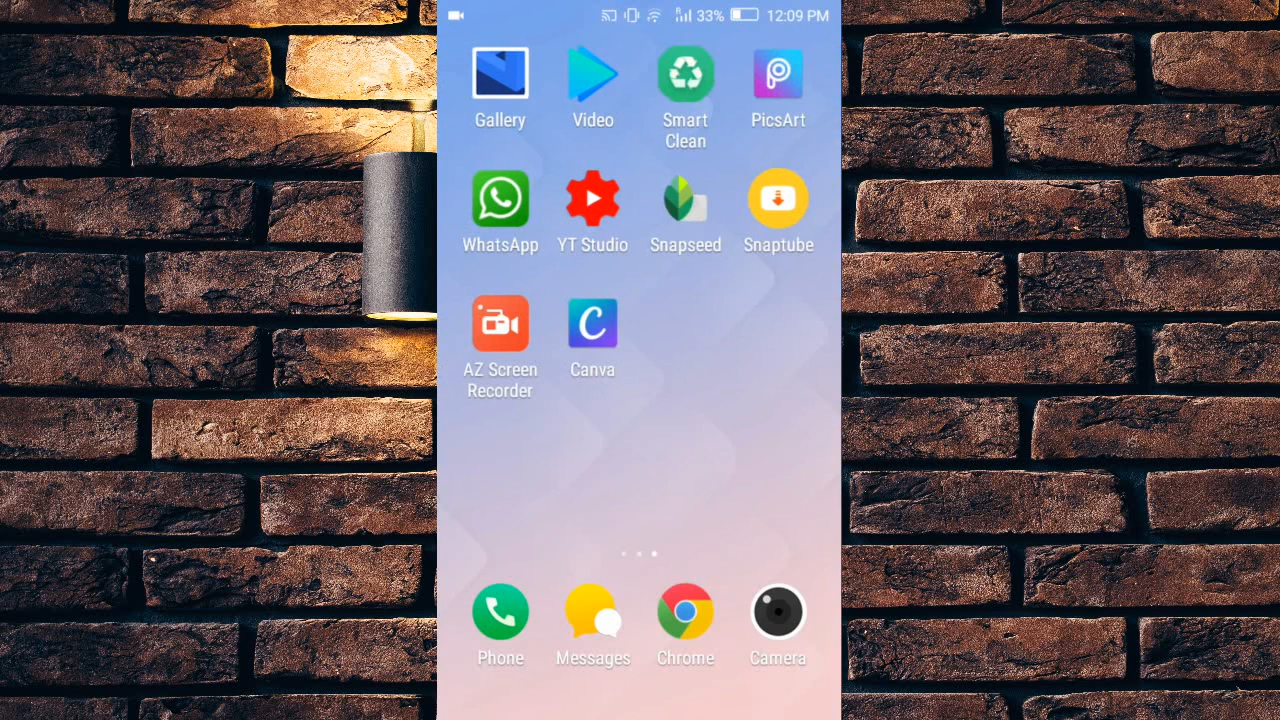 33% 12:09 PM
Gallery Video Smart Clean PicsArt
WhatsApp YT Studio Snapseed Snaptube
AZ Screen Recorder Canva
Phone Messages Chrome Camera